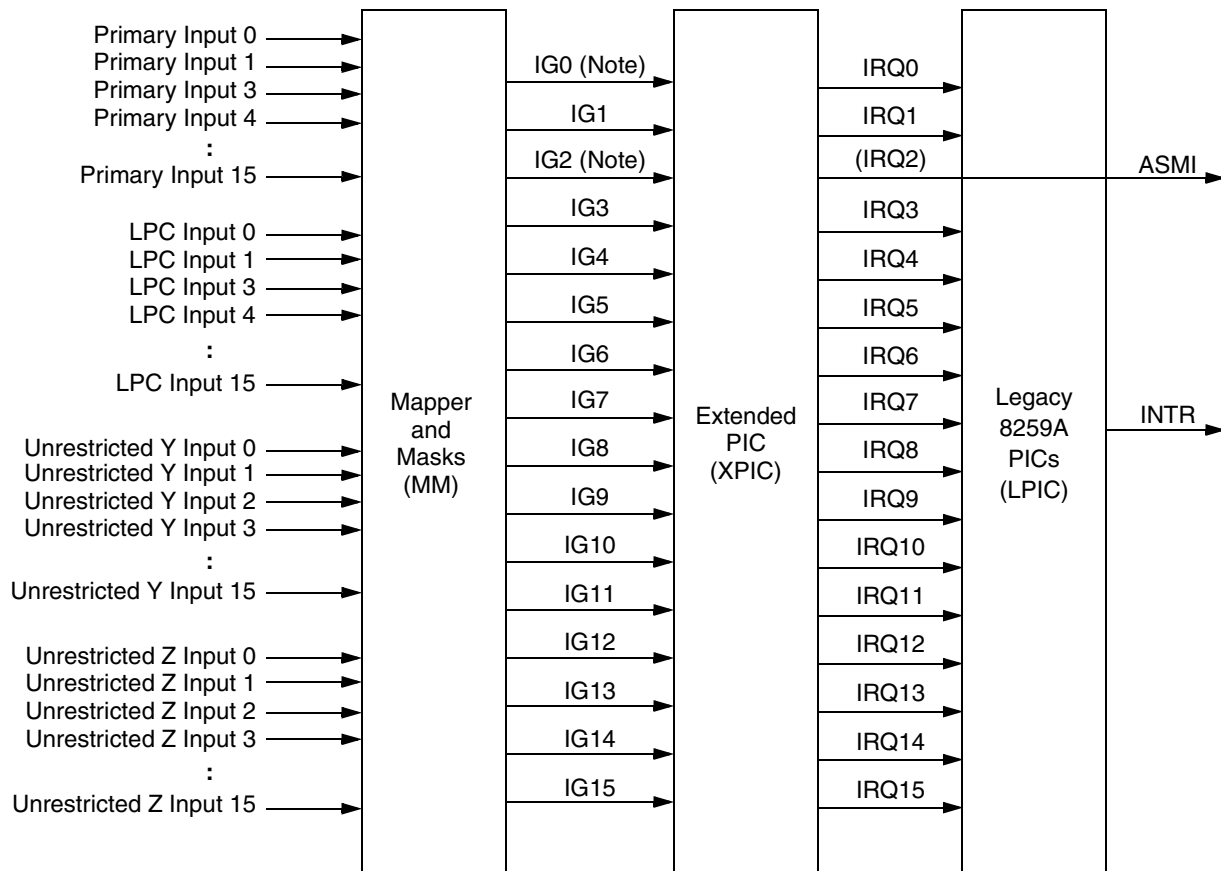 Primary Input 0
Primary Input 1
Primary Input 3
Primary Input 4
:
Primary Input 15
LPC Input 0
LPC Input 1
LPC Input 3
LPC Input 4
:
LPC Input 15
Unrestricted Y Input 0
Unrestricted Y Input 1
Unrestricted Y Input 2
Unrestricted Y Input 3
:
Unrestricted Y Input 15
Unrestricted Z Input 0
Unrestricted Z Input 1
Unrestricted Z Input 2
Unrestricted Z Input 3
:
Unrestricted Z Input 15
Mapper
and
Masks
(MM)
IG0 (Note)
IG1
IG2 (Note)
IG3
IG4
IG5
IG6
IG7
IG8
IG9
IG10
IG11
IG12
IG13
IG14
IG15
Extended
PIC
(XPIC)
IRQ0
IRQ1
(IRQ2)
IRQ3
IRQ4
IRQ5
IRQ6
IRQ7
IRQ8
IRQ9
IRQ10
IRQ11
IRQ12
IRQ13
IRQ14
IRQ15
Legacy
8259A
PICs
(LPIC)
ASMI
INTR